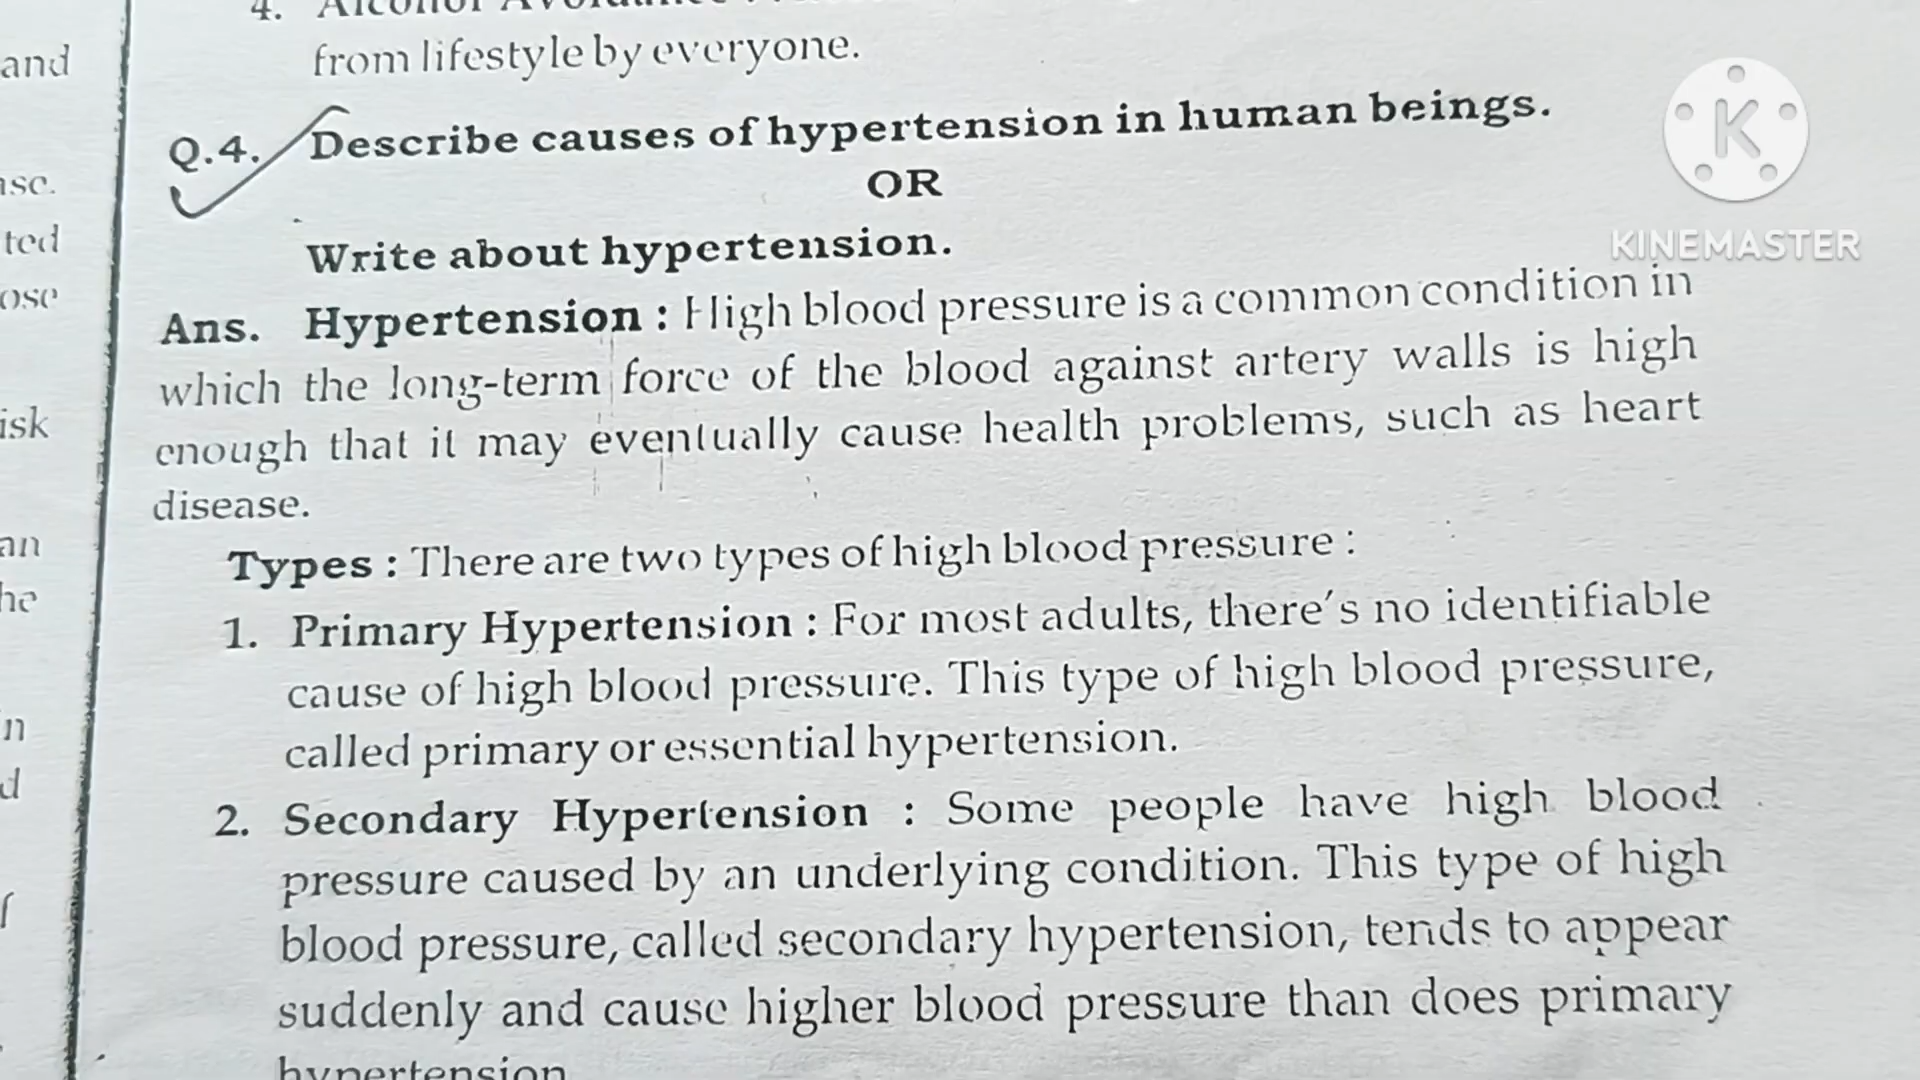 4.
from lifestyle by everyone.
and
Q.4. Describe causes of hypertension in human beings.
OR
Write about hypertension.
Ans. Hypertension : High blood pressure is a common condition in
which the long-term force of the blood against artery walls is high
enough that it may eventually cause health problems, such as heart
disease.
Types : There are two types of high blood pressure :
1. Primary Hypertension : For most adults, there's no identifiable
cause of high blood pressure. This type of high blood pressure,
called primary or essential hypertension.
2. Secondary Hypertension : Some people have high blood
pressure caused by an underlying condition. This type of high
blood pressure, called secondary hypertension, tends to appear
suddenly and cause higher blood pressure than does primary
hypertension
K
KINEMASTER